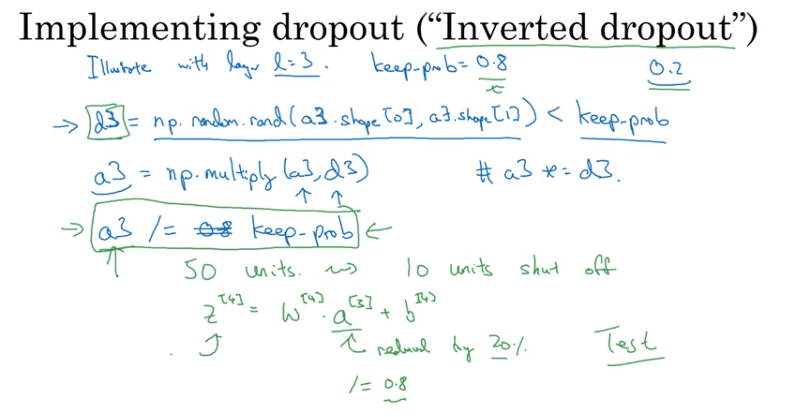 Implementing dropout (“Inverted dropout”)
Illustrate with layer l=3. keep-prob = 0.8 0.2
→ d3 = np.random.rand(a3.shape[0], a3.shape[1]) < keep-prob
a3 = np.multiply(a3, d3) # a3 *= d3.
→ a3 /= 0.8 keep-prob ←
50 units. ⇝ 10 units shut off
z[4] = W[4] · a[3] + b[4]
reduced by 20%. Test
/= 0.8